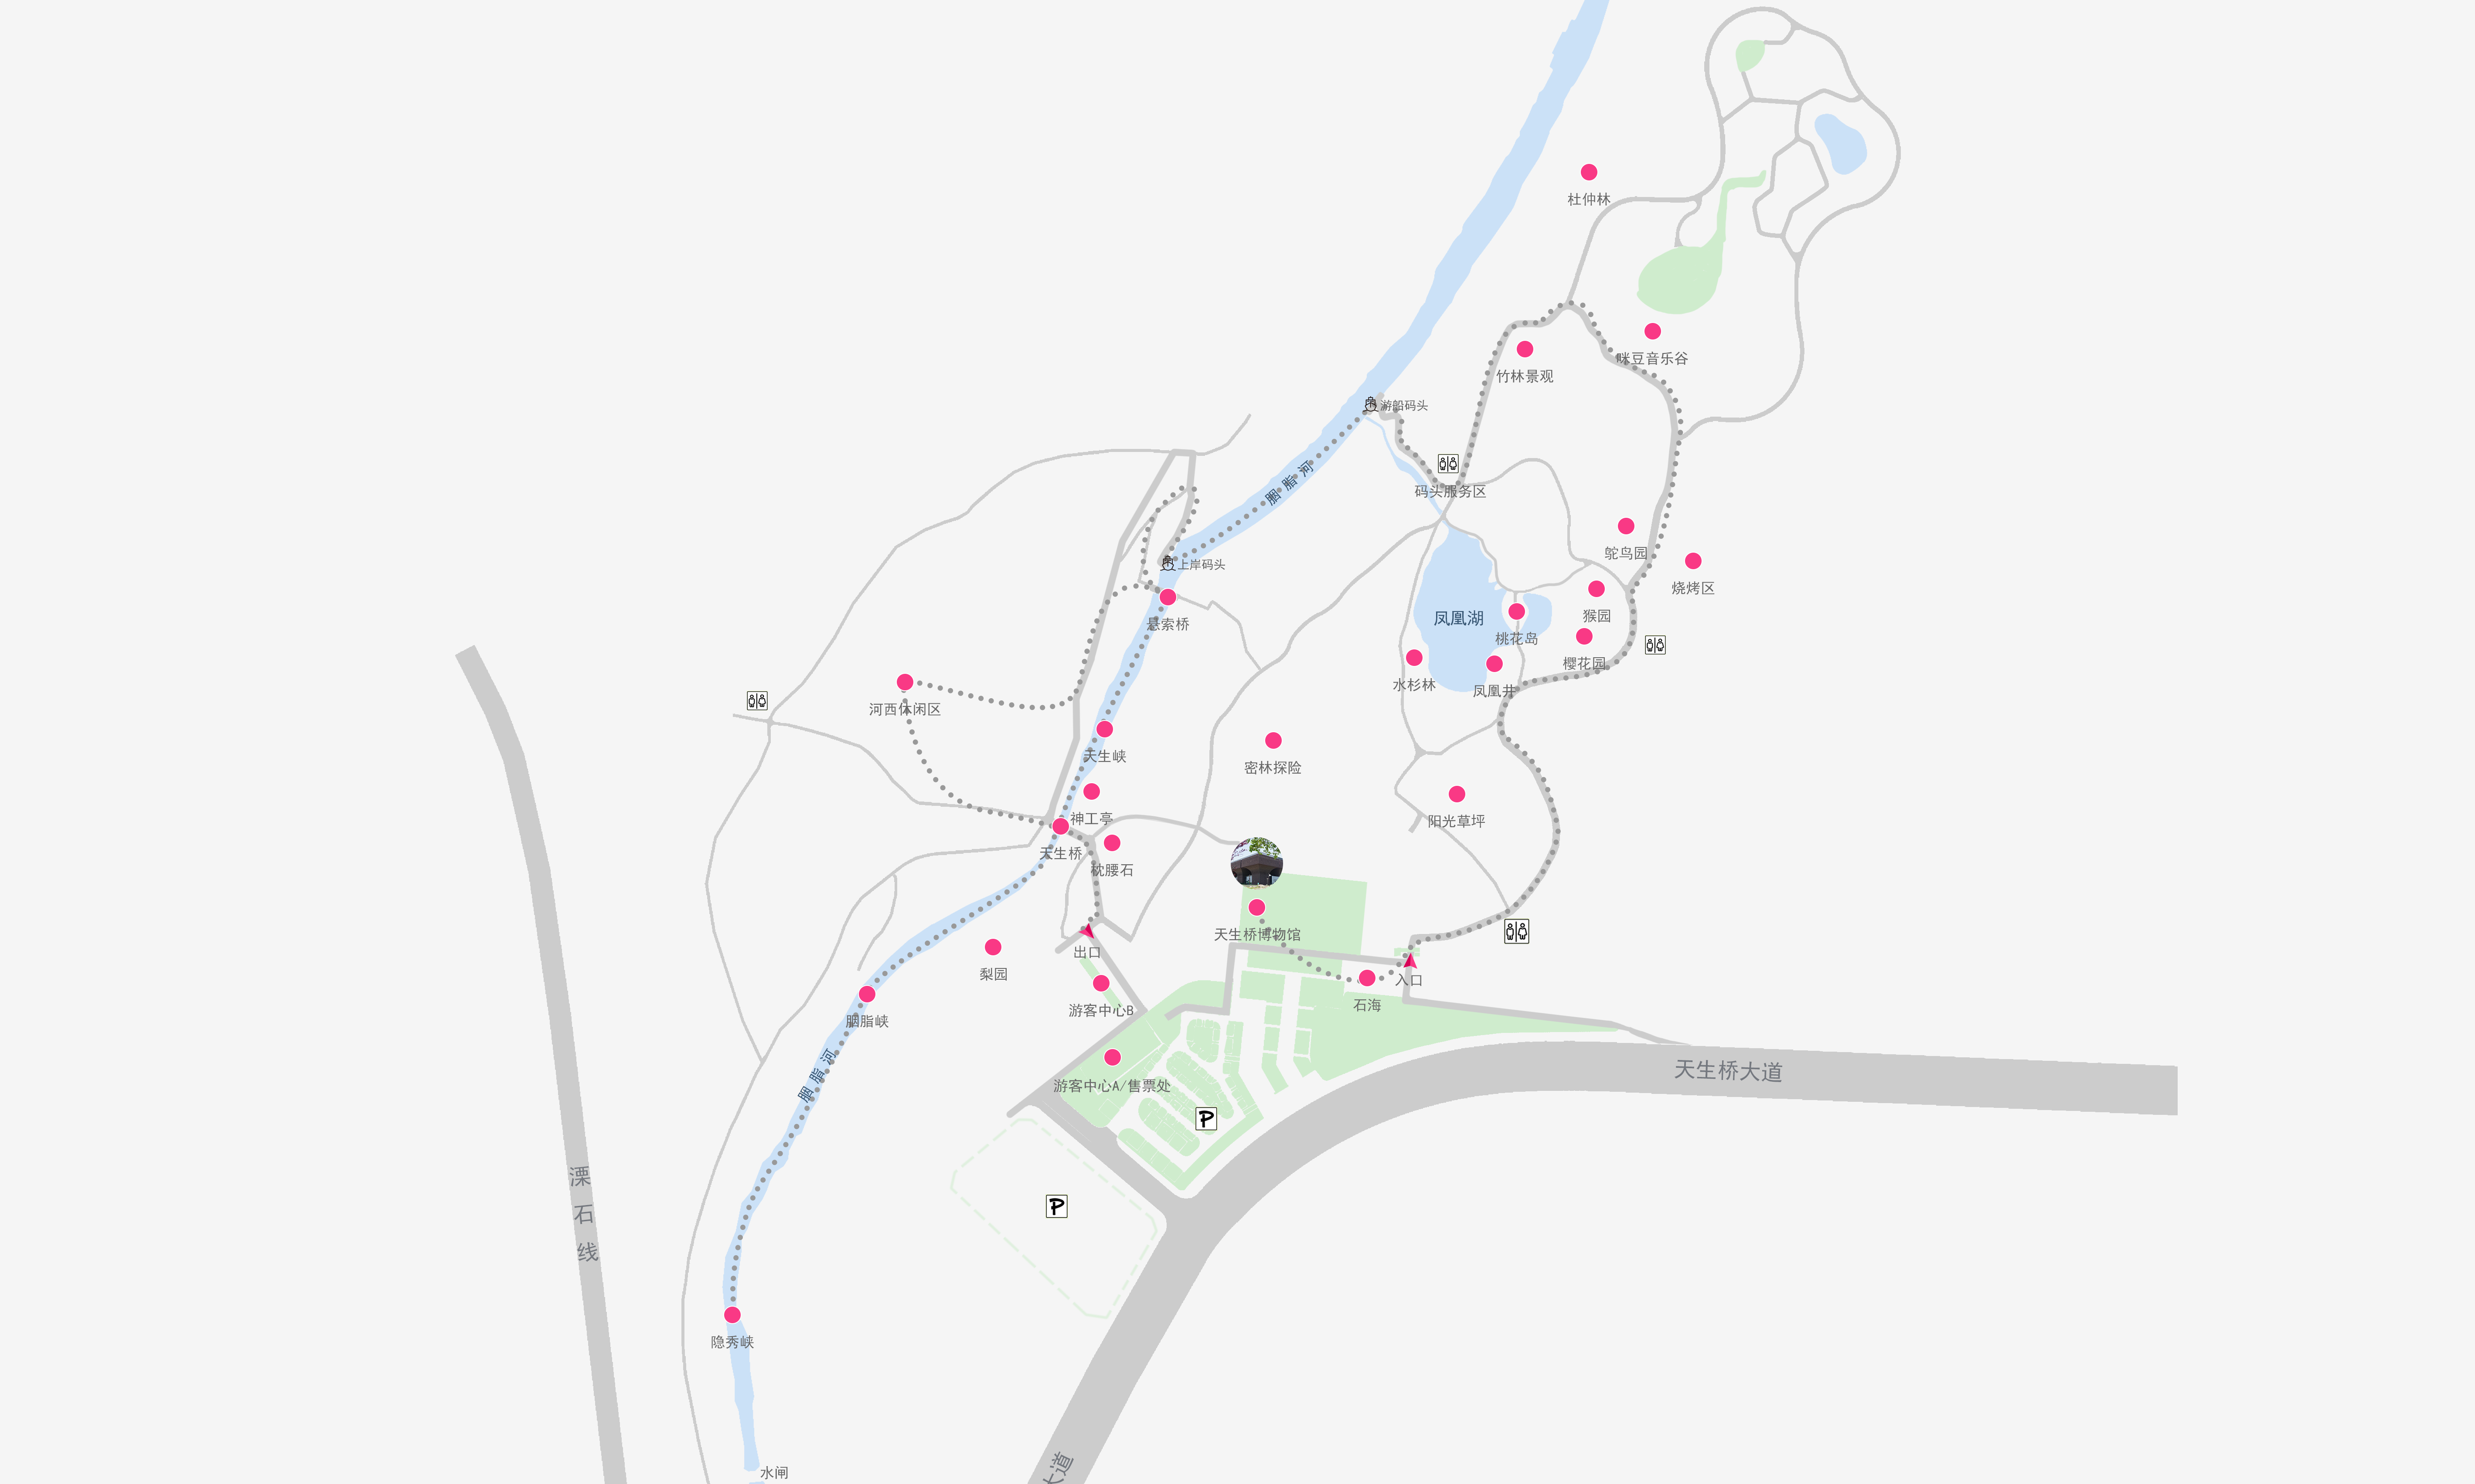 杜仲林
咪豆音乐谷
竹林景观
游船码头
胭脂河
码头服务区
上岸码头
鸵鸟园
烧烤区
悬索桥
凤凰湖
猴园
桃花岛
樱花园
水杉林
凤凰井
河西休闲区
天生峡
密林探险
神工亭
阳光草坪
天生桥
枕腰石
天生桥博物馆
出口
梨园
入口
石海
游客中心B
胭脂峡
胭脂河
游客中心A/售票处
天生桥大道
P
溧石线
P
隐秀峡
水闸
大道